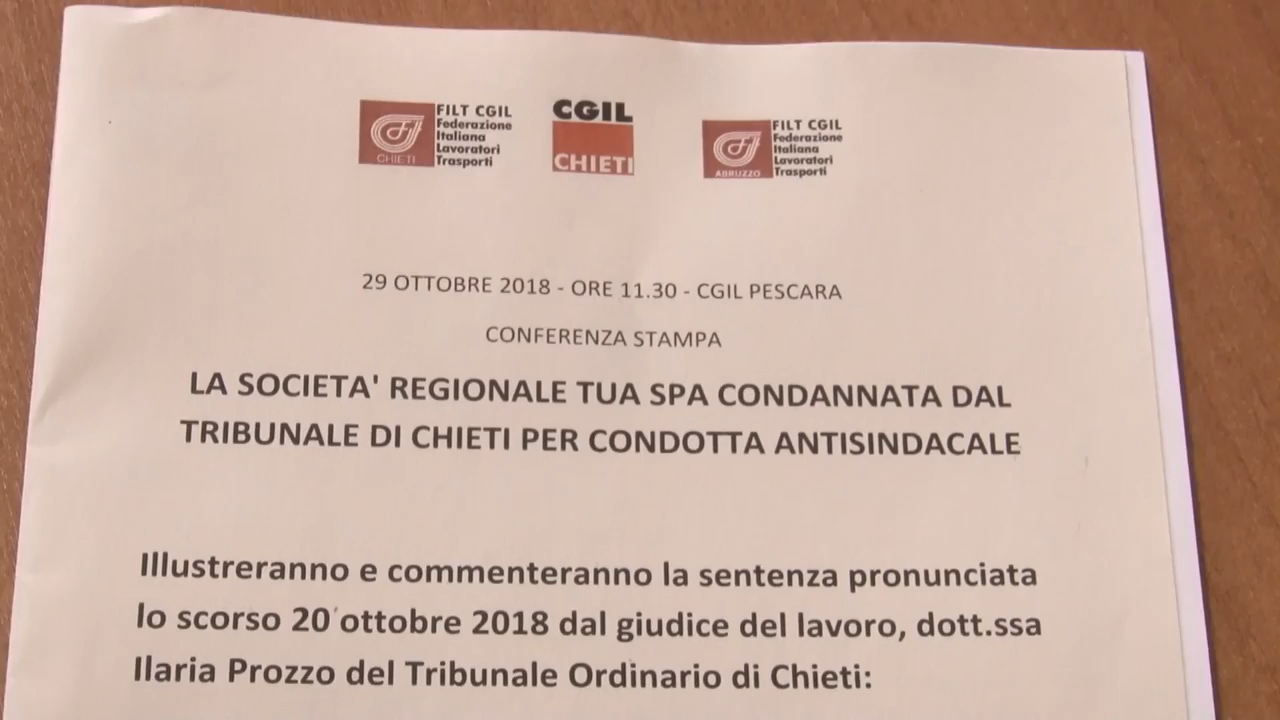 FILT CGIL
Federazione
Italiana
Lavoratori
Trasporti
CHIETI
CGIL
CHIETI
FILT CGIL
Federazione
Italiana
Lavoratori
Trasporti
ABRUZZO
29 OTTOBRE 2018 - ORE 11.30 - CGIL PESCARA
CONFERENZA STAMPA
LA SOCIETA' REGIONALE TUA SPA CONDANNATA DAL
TRIBUNALE DI CHIETI PER CONDOTTA ANTISINDACALE
Illustreranno e commenteranno la sentenza pronunciata
lo scorso 20 ottobre 2018 dal giudice del lavoro, dott.ssa
Ilaria Prozzo del Tribunale Ordinario di Chieti: